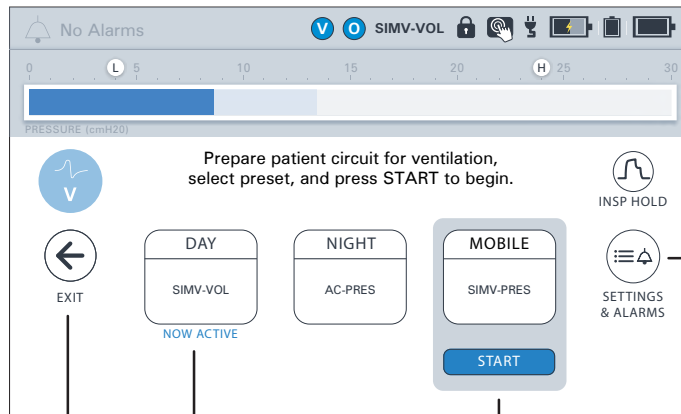 No Alarms
V O SIMV-VOL
0 L 5 10 15 20 H 25 30
PRESSURE (cmH20)
Prepare patient circuit for ventilation,
select preset, and press START to begin.
V
INSP HOLD
EXIT
DAY
SIMV-VOL
NOW ACTIVE
NIGHT
AC-PRES
MOBILE
SIMV-PRES
START
SETTINGS
& ALARMS